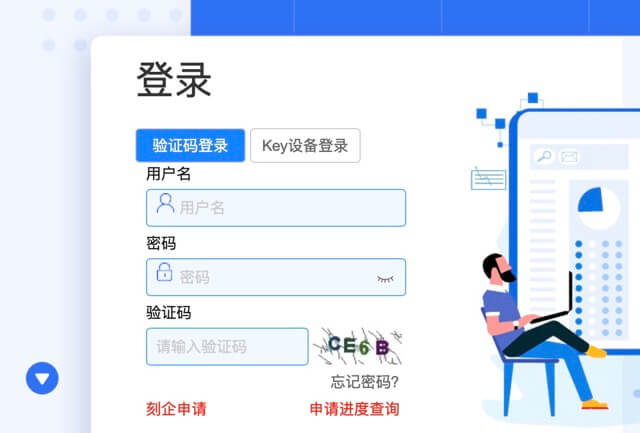 登录
验证码登录 Key设备登录
用户名
用户名
密码
密码
验证码
请输入验证码 CE6B
忘记密码?
刻企申请 申请进度查询